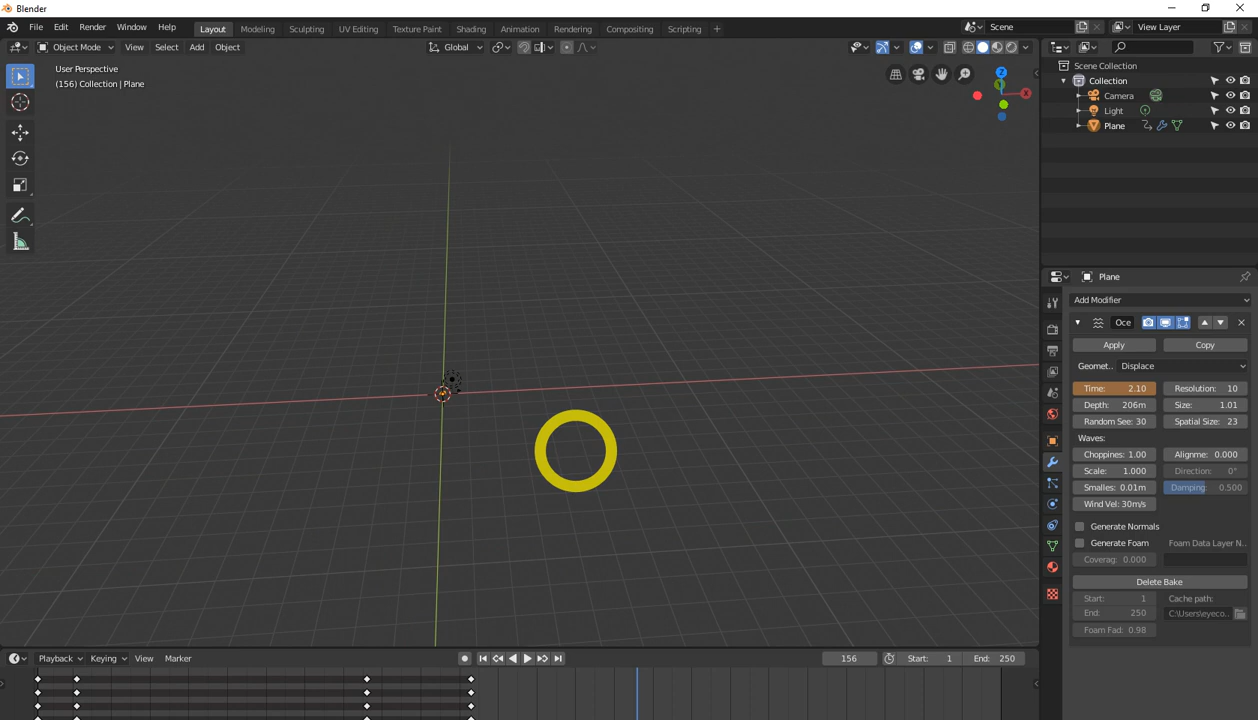 Blender
File Edit Render Window Help Layout Modeling Sculpting UV Editing Texture Paint Shading Animation Rendering Compositing Scripting + Scene View Layer
Object Mode View Select Add Object Global
User Perspective
(156) Collection | Plane
Z
Y
X
Scene Collection
Collection
Camera
Light
Plane
Plane
Add Modifier
Oce
Apply Copy
Geomet.. Displace
Time: 2.10 Resolution: 10
Depth: 206m Size: 1.01
Random See: 30 Spatial Size: 23
Waves:
Choppines: 1.00 Alignme: 0.000
Scale: 1.000 Direction: 0°
Smalles: 0.01m Damping: 0.500
Wind Vel: 30m/s
Generate Normals
Generate Foam Foam Data Layer N..
Coverag: 0.000
Delete Bake
Start: 1 Cache path:
End: 250 C:\Users\eyeco...
Foam Fad: 0.98
Playback Keying View Marker 156 Start: 1 End: 250